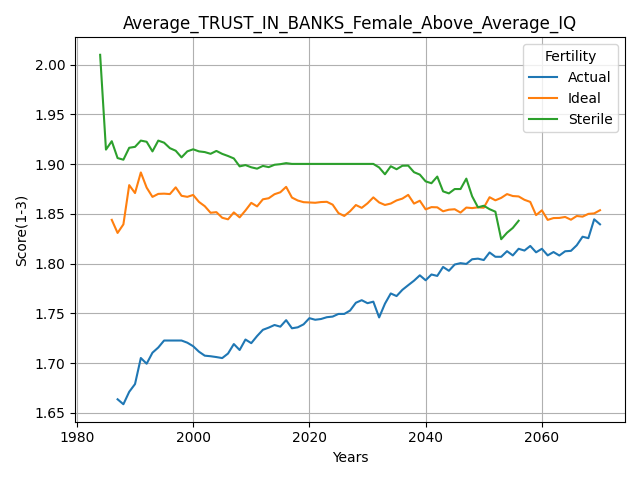 Average_TRUST_IN_BANKS_Female_Above_Average_IQ
Fertility
Actual
Ideal
Sterile
Score(1-3)
2.00
1.95
1.90
1.85
1.80
1.75
1.70
1.65
1980
2000
2020
2040
2060
Years